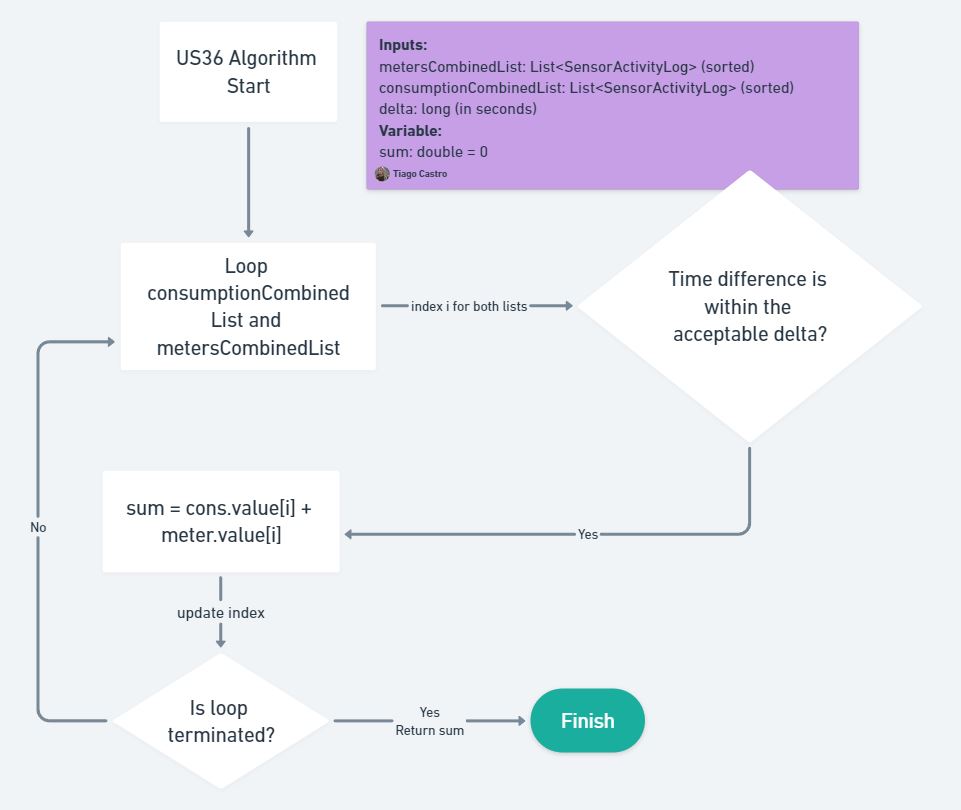 US36 Algorithm
Start
Inputs:
metersCombinedList: List<SensorActivityLog> (sorted)
consumptionCombinedList: List<SensorActivityLog> (sorted)
delta: long (in seconds)
Variable:
sum: double = 0
Tiago Castro
Loop
consumptionCombined
List and
metersCombinedList
index i for both lists
Time difference is
within the
acceptable delta?
Yes
sum = cons.value[i] +
meter.value[i]
update index
Is loop
terminated?
No
Yes
Return sum
Finish